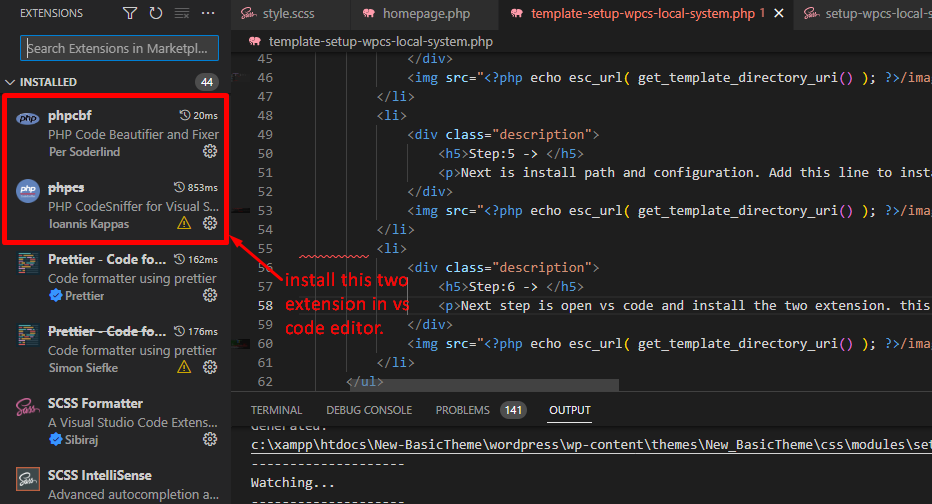 EXTENSIONS
Search Extensions in Marketpl...
INSTALLED 44
phpcbf 20ms
PHP Code Beautifier and Fixer
Per Soderlind
phpcs 853ms
PHP CodeSniffer for Visual S...
Ioannis Kappas
Prettier - Code fo... 162ms
Code formatter using prettier
Prettier
Prettier - Code fo... 176ms
Code formatter using prettier
Simon Siefke
SCSS Formatter
A Visual Studio Code Extens...
Sibiraj
SCSS IntelliSense
Advanced autocompletion a...
style.scss homepage.php template-setup-wpcs-local-system.php 1 setup-wpcs-local-s
template-setup-wpcs-local-system.php
45 </div>
46 <img src="<?php echo esc_url( get_template_directory_uri() ); ?>/ima
47 </li>
48 <li>
49 <div class="description">
50 <h5>Step:5 -> </h5>
51 <p>Next is install path and configuration. Add this line to inst
52 </div>
53 <img src="<?php echo esc_url( get_template_directory_uri() ); ?>/ima
54 </li>
55 <li>
56 <div class="description">
57 <h5>Step:6 -> </h5>
58 <p>Next step is open vs code and install the two extension. this
59 </div>
60 <img src="<?php echo esc_url( get_template_directory_uri() ); ?>/ima
61 </li>
62 </ul>
install this two
extension in vs
code editor.
TERMINAL DEBUG CONSOLE PROBLEMS 141 OUTPUT
Generated:
c:\xampp\htdocs\New-BasicTheme\wordpress\wp-content\themes\New_BasicTheme\css\modules\set
--------------------
Watching...
--------------------